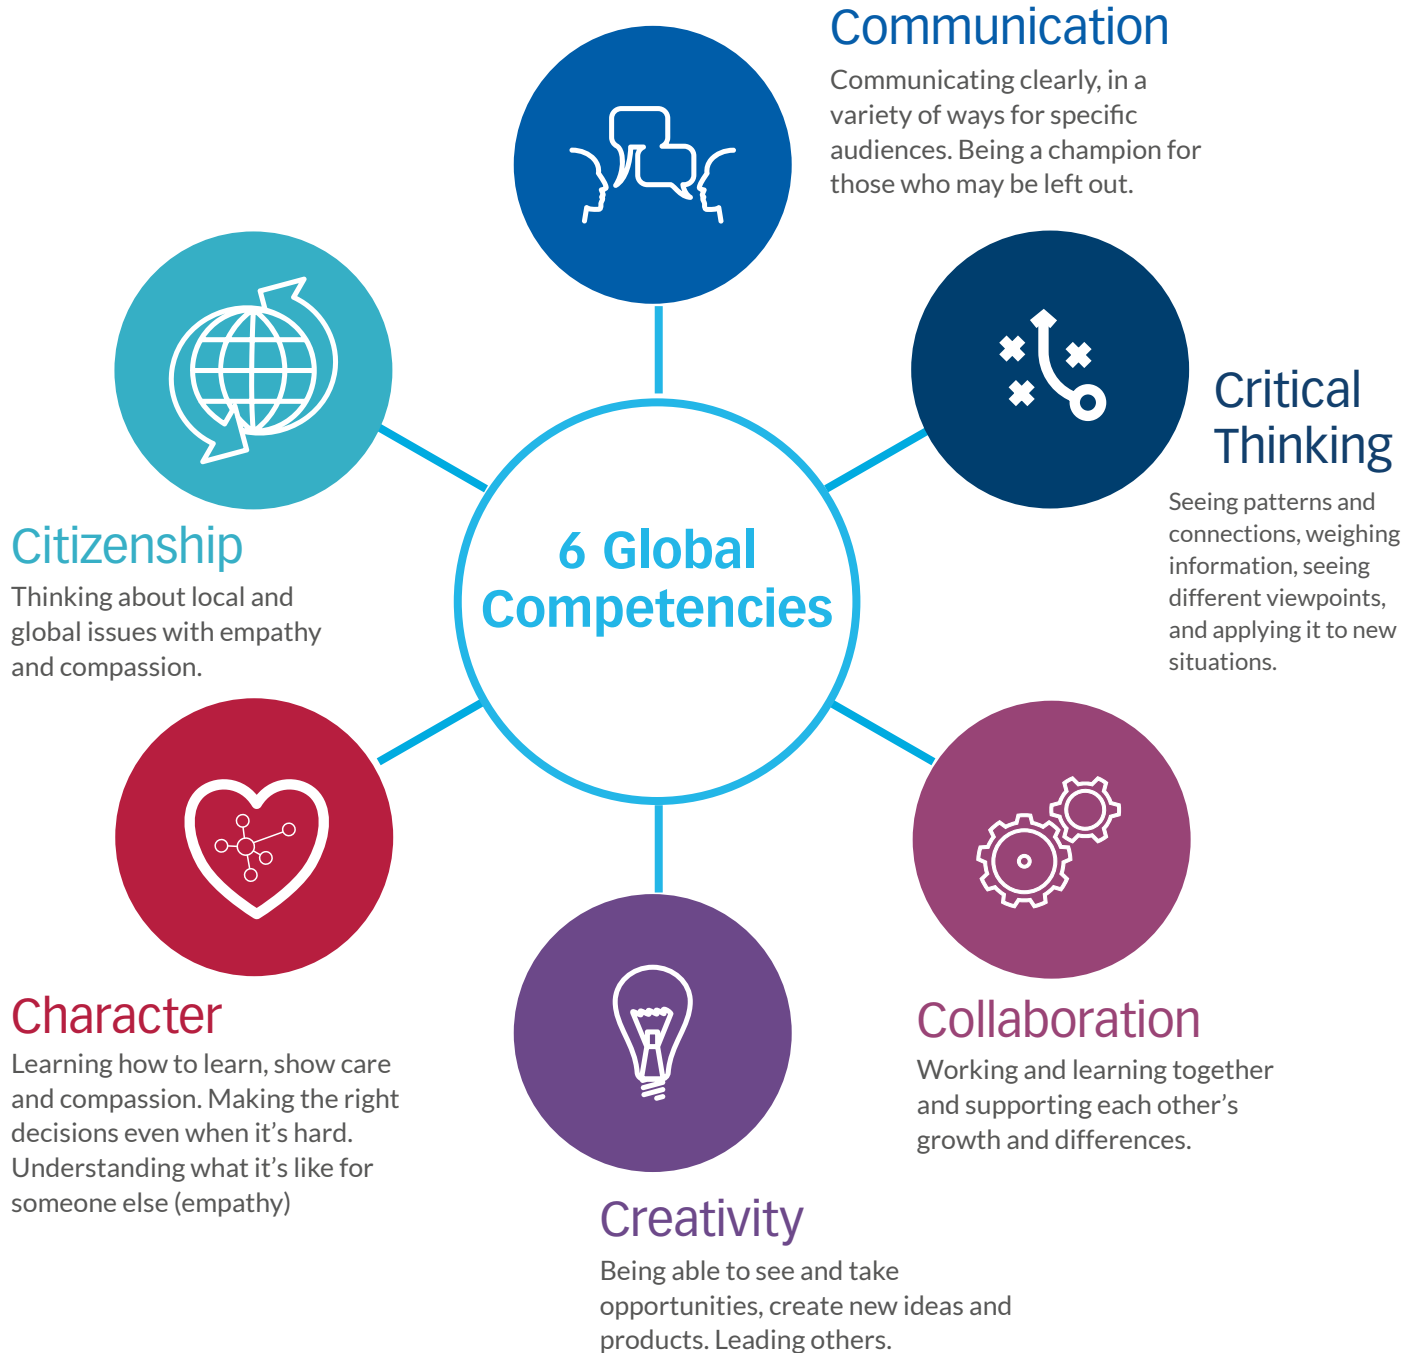 Communication
Communicating clearly, in a
variety of ways for specific
audiences. Being a champion for
those who may be left out.
Critical
Thinking
Seeing patterns and
connections, weighing
information, seeing
different viewpoints,
and applying it to new
situations.
6 Global
Competencies
Citizenship
Thinking about local and
global issues with empathy
and compassion.
Character
Learning how to learn, show care
and compassion. Making the right
decisions even when it’s hard.
Understanding what it’s like for
someone else (empathy)
Collaboration
Working and learning together
and supporting each other’s
growth and differences.
Creativity
Being able to see and take
opportunities, create new ideas and
products. Leading others.